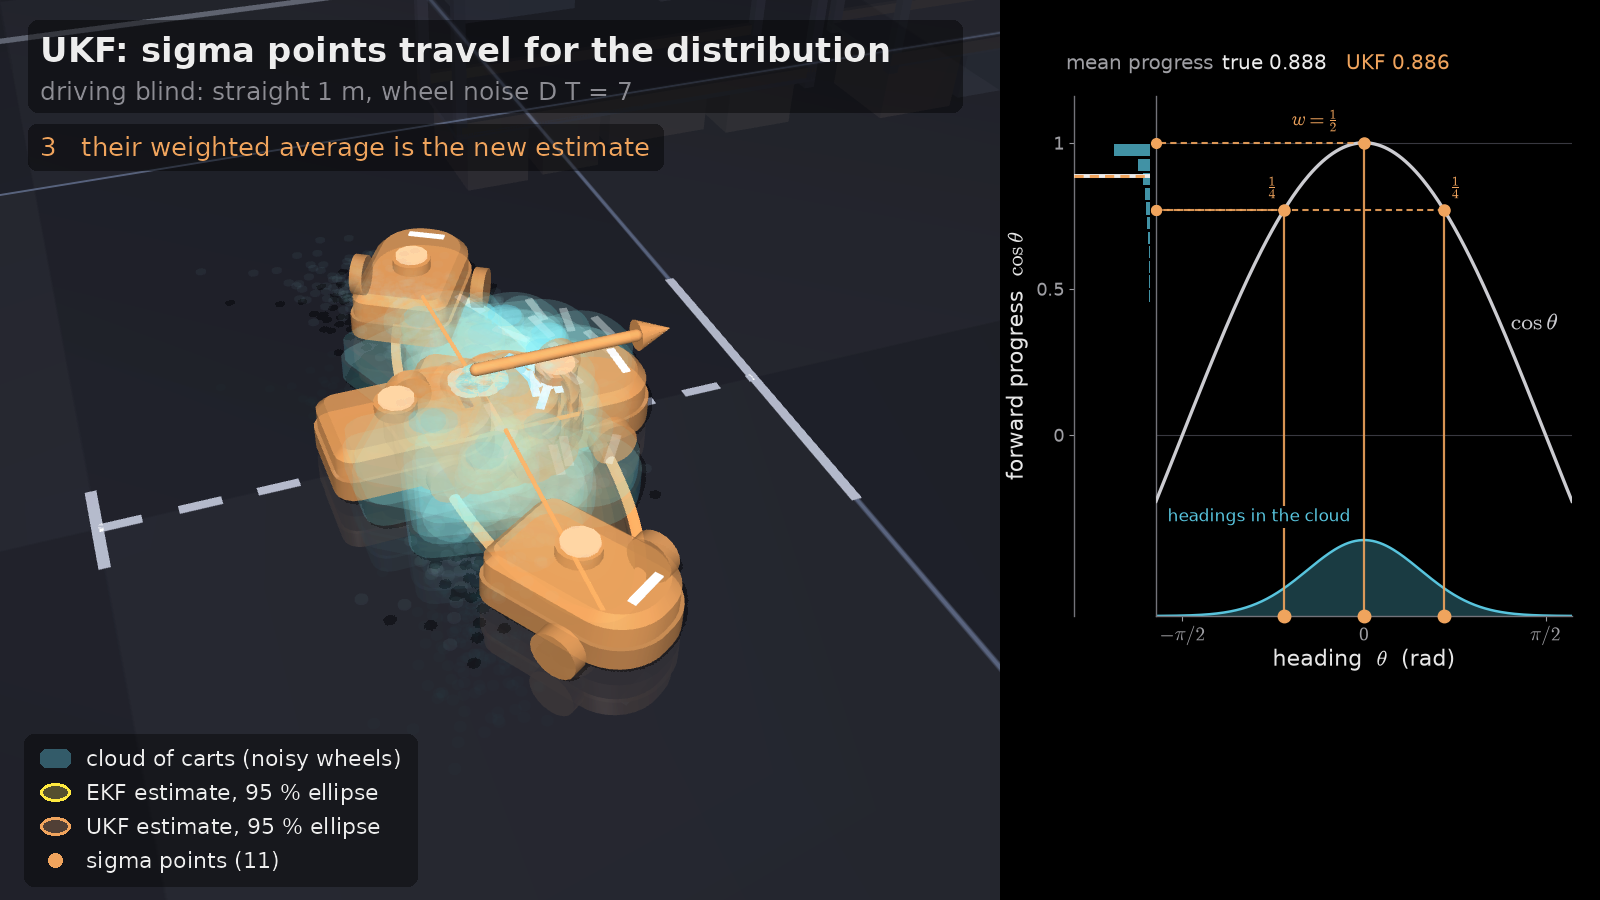 UKF: sigma points travel for the distribution
driving blind: straight 1 m, wheel noise D T = 7
3 their weighted average is the new estimate
cloud of carts (noisy wheels)
EKF estimate, 95 % ellipse
UKF estimate, 95 % ellipse
sigma points (11)
mean progress true 0.888 UKF 0.886
w = 1/2
1
1/4
1/4
0.5
cos θ
0
forward progress cos θ
headings in the cloud
−π/2
0
π/2
heading θ (rad)